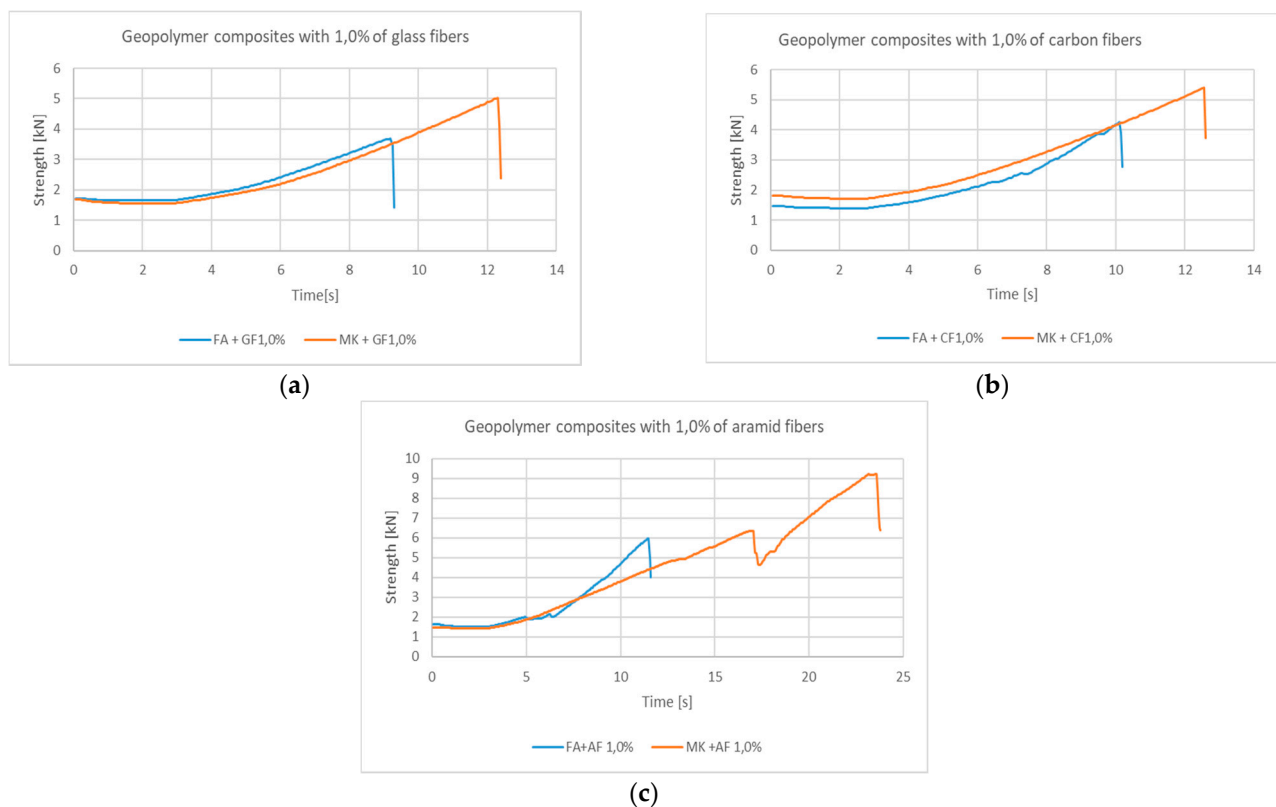 Geopolymer composites with 1,0% of glass fibers
6
5
4
3
2
1
0
Strength [kN]
0 2 4 6 8 10 12 14
Time[s]
FA + GF1,0% MK + GF1,0%
(a)
Geopolymer composites with 1,0% of carbon fibers
6
5
4
3
2
1
0
Strength [kN]
0 2 4 6 8 10 12 14
Time [s]
FA + CF1,0% MK + CF1,0%
(b)
Geopolymer composites with 1,0% of aramid fibers
10
9
8
7
6
5
4
3
2
1
0
Strength [kN]
0 5 10 15 20 25
Time [s]
FA+AF 1,0% MK +AF 1,0%
(c)